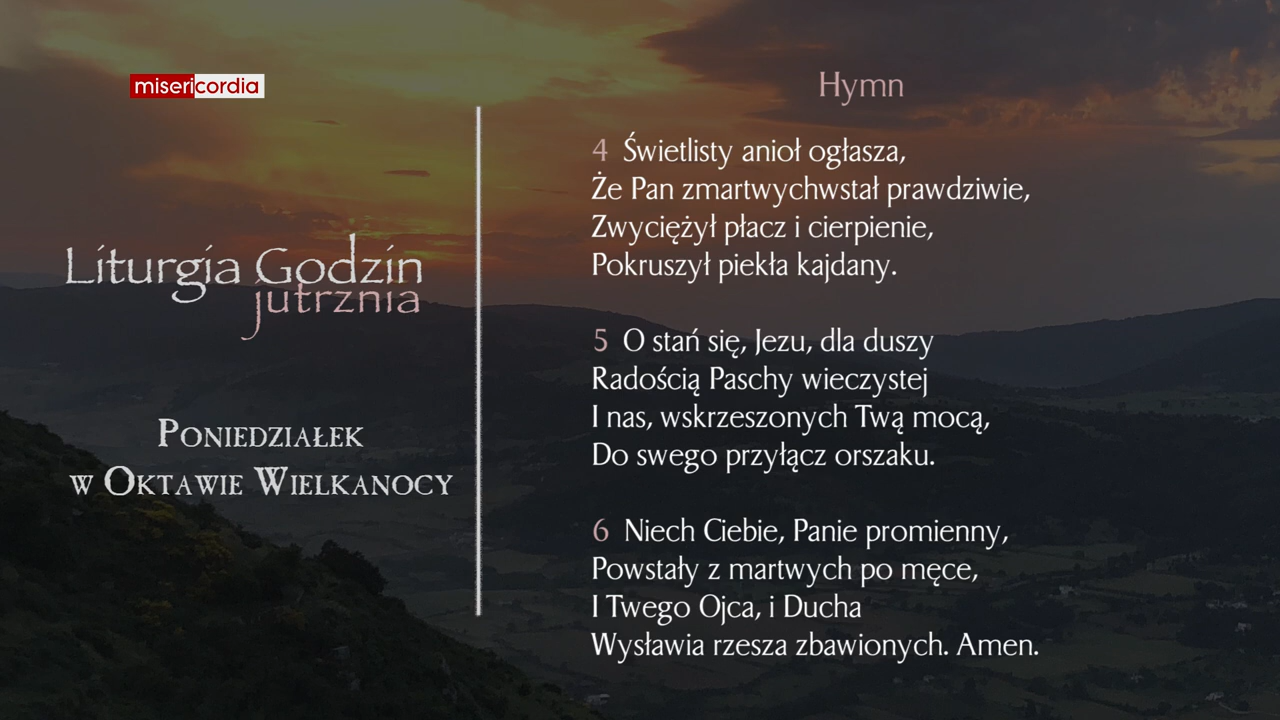 misericordia
Liturgia Godzin
jutrznia
Poniedziałek
w Oktawie Wielkanocy
Hymn
4 Świetlisty anioł ogłasza,
Że Pan zmartwychwstał prawdziwie,
Zwyciężył płacz i cierpienie,
Pokruszył piekła kajdany.
5 O stań się, Jezu, dla duszy
Radością Paschy wieczystej
I nas, wskrzeszonych Twą mocą,
Do swego przyłącz orszaku.
6 Niech Ciebie, Panie promienny,
Powstały z martwych po męce,
I Twego Ojca, i Ducha
Wysławia rzesza zbawionych. Amen.